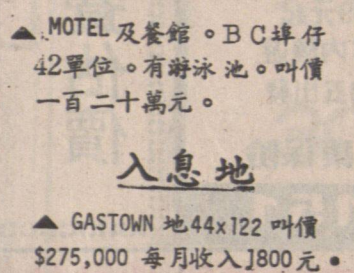 ▲ MOTEL 及餐館。BC埠仔
42單位。有游泳池。叫價
一百二十萬元。
入息地
▲ GASTOWN 地44x122 叫價
$275,000 每月收入1800元●